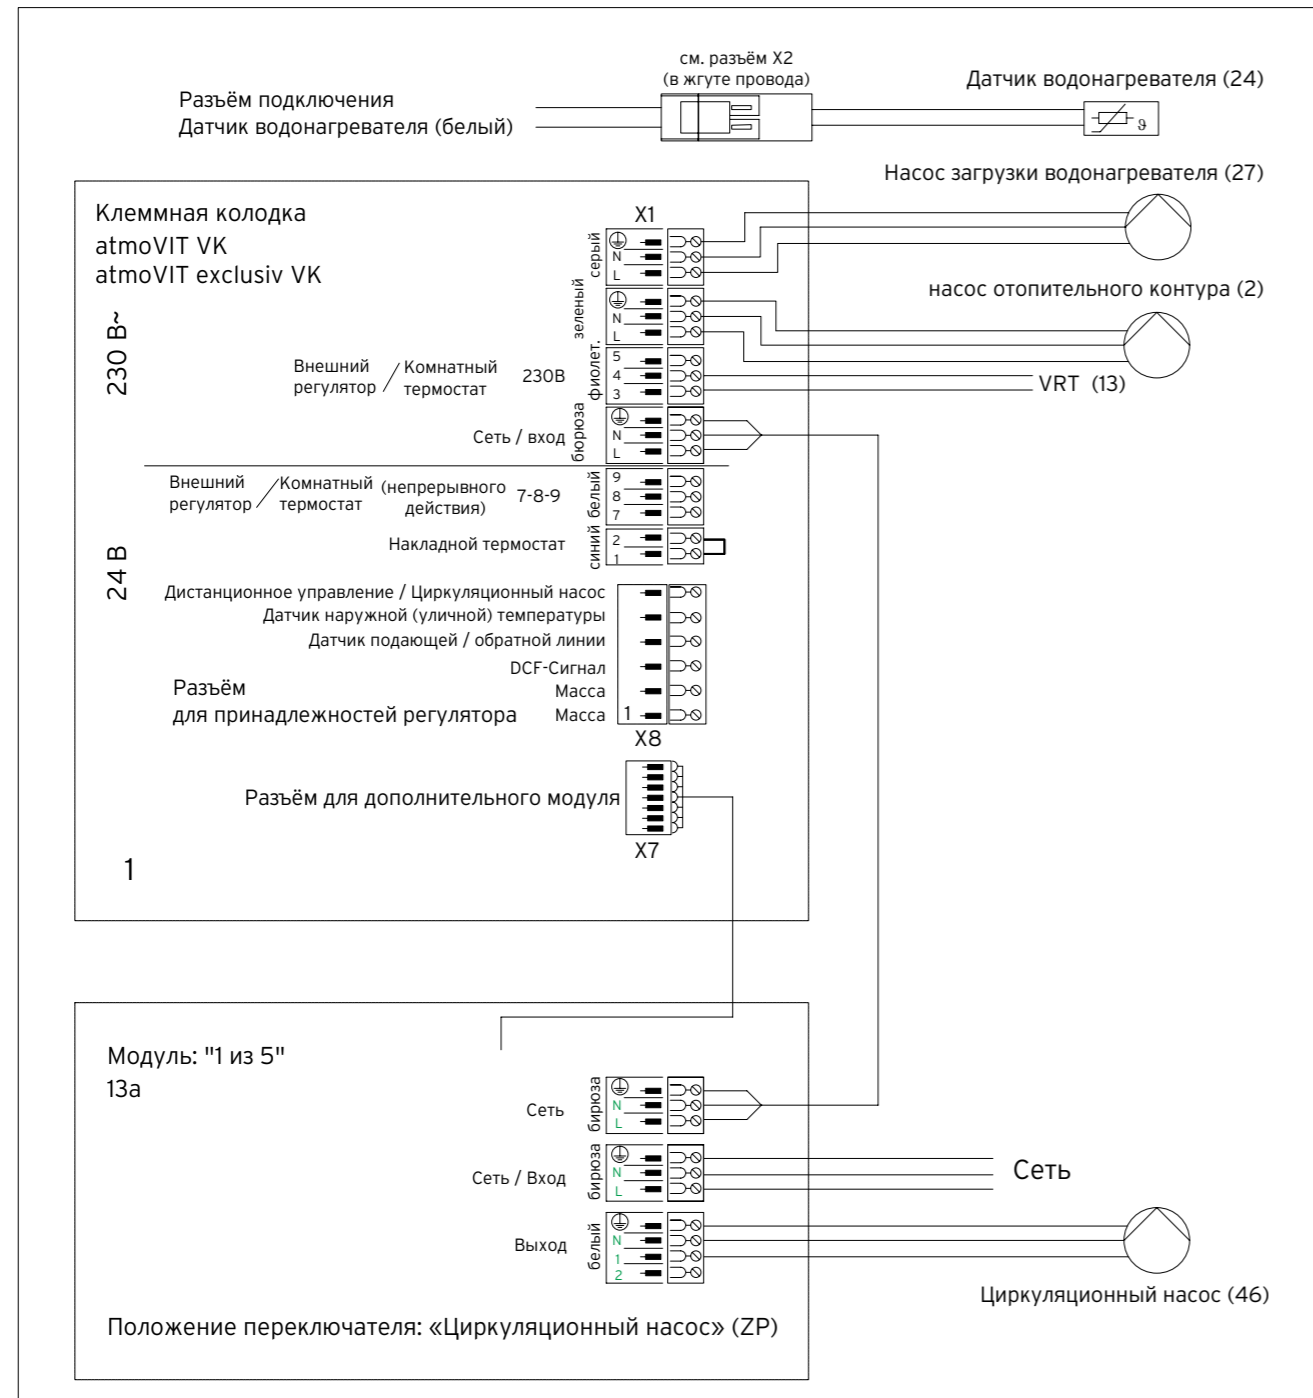 см. разъём X2
(в жгуте провода)
Датчик водонагревателя (24)
Разъём подключения
Датчик водонагревателя (белый)
ϑ
Насос загрузки водонагревателя (27)
Клеммная колодка
atmoVIT VK
atmoVIT exclusiv VK
X1
серый
N
L
насос отопительного контура (2)
зеленый
N
L
230 В~
Внешний регулятор / Комнатный термостат 230В
фиолет.
5
4
3
VRT (13)
Сеть / вход
бюрюза
N
L
Внешний регулятор / Комнатный термостат (непрерывного действия) 7-8-9
белый
9
8
7
24 В
Накладной термостат
синий
2
1
Дистанционное управление / Циркуляционный насос
Датчик наружной (уличной) температуры
Датчик подающей / обратной линии
DCF-Сигнал
Масса
Разъём
для принадлежностей регулятора
Масса
1
X8
Разъём для дополнительного модуля
X7
1
Модуль: "1 из 5"
13a
Сеть
бирюза
N
L
Сеть / Вход
бирюза
N
L
Сеть
Выход
белый
N
1
2
Циркуляционный насос (46)
Положение переключателя: «Циркуляционный насос» (ZP)